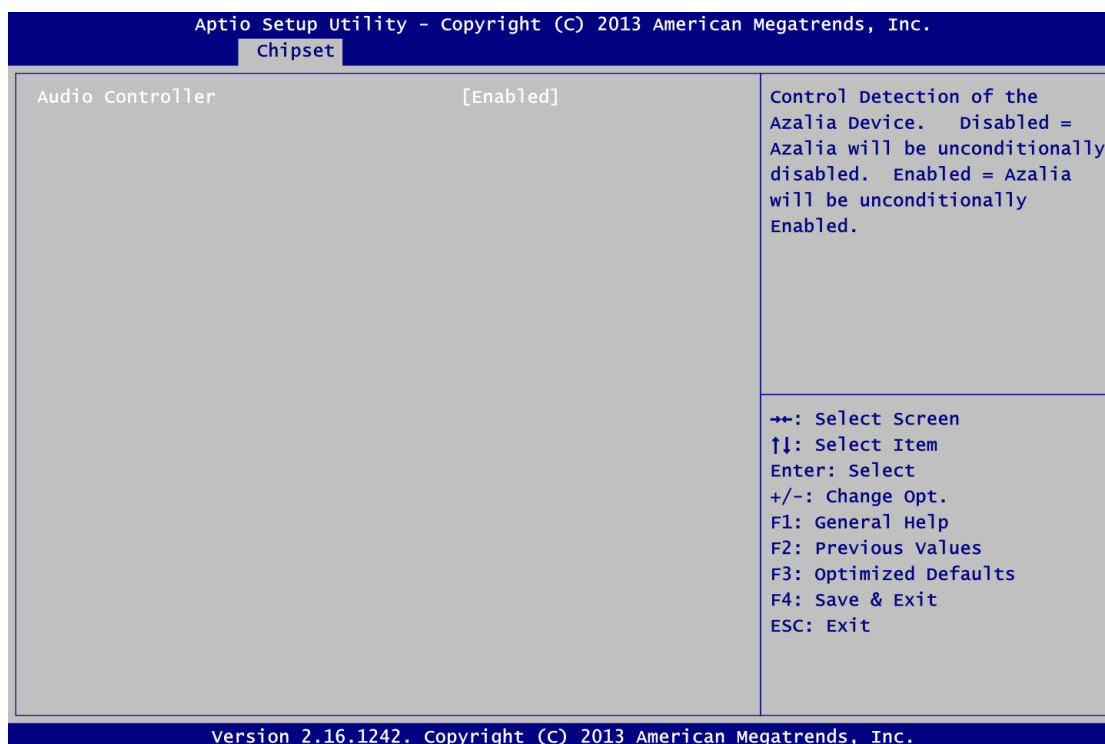 Aptio Setup Utility - Copyright (C) 2013 American Megatrends, Inc.
Chipset
Audio Controller [Enabled]
Control Detection of the
Azalia Device. Disabled =
Azalia will be unconditionally
disabled. Enabled = Azalia
will be unconditionally
Enabled.
→←: Select Screen
↑↓: Select Item
Enter: Select
+/-: Change Opt.
F1: General Help
F2: Previous Values
F3: Optimized Defaults
F4: Save & Exit
ESC: Exit
Version 2.16.1242. Copyright (C) 2013 American Megatrends, Inc.